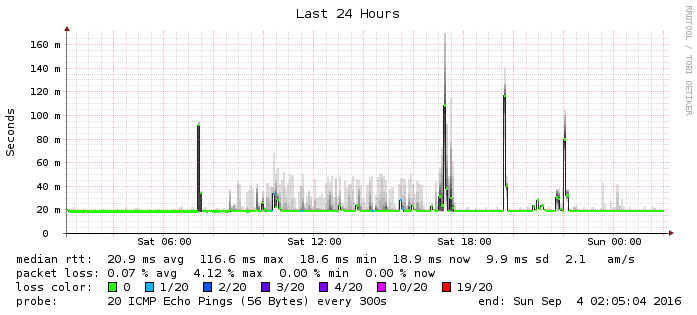 Last 24 Hours
RRDTOOL / TOBI OETIKER
Seconds
160 m
140 m
120 m
100 m
80 m
60 m
40 m
20 m
0
Sat 06:00 Sat 12:00 Sat 18:00 Sun 00:00
median rtt: 20.9 ms avg 116.6 ms max 18.6 ms min 18.9 ms now 9.9 ms sd 2.1 am/s
packet loss: 0.07 % avg 4.12 % max 0.00 % min 0.00 % now
loss color: 0 1/20 2/20 3/20 4/20 10/20 19/20
probe: 20 ICMP Echo Pings (56 Bytes) every 300s end: Sun Sep 4 02:05:04 2016